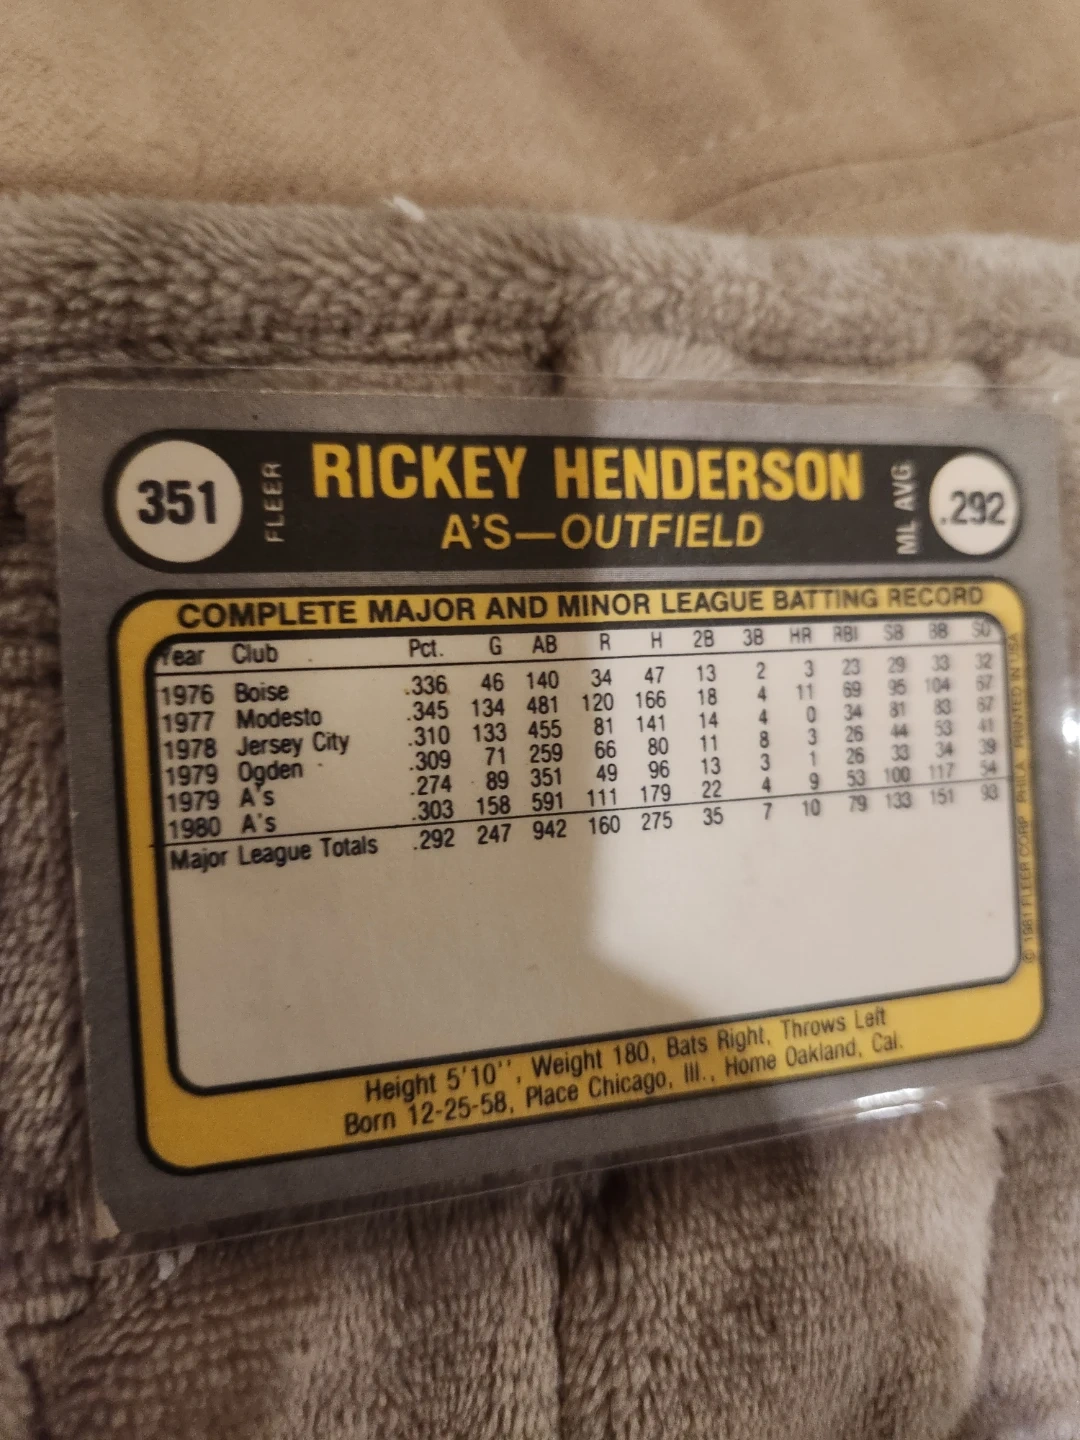 351 FLEER RICKEY HENDERSON ML AVG .292
A'S—OUTFIELD
COMPLETE MAJOR AND MINOR LEAGUE BATTING RECORD
Year Club Pct. G AB R H 2B 3B HR RBI SB BB SO
1976 Boise .336 46 140 34 47 13 2 3 23 29 33 32
1977 Modesto .345 134 481 120 166 18 4 11 69 95 104 67
1978 Jersey City .310 133 455 81 141 14 4 0 34 81 83 67
1979 Ogden .309 71 259 66 80 11 8 3 26 44 53 41
1979 A's .274 89 351 49 96 13 3 1 26 33 34 39
1980 A's .303 158 591 111 179 22 4 9 53 100 117 54
Major League Totals .292 247 942 160 275 35 7 10 79 133 151 93
Height 5'10'', Weight 180, Bats Right, Throws Left
Born 12-25-58, Place Chicago, Ill., Home Oakland, Cal.
© 1981 FLEER CORP. PHILA. PRINTED IN USA